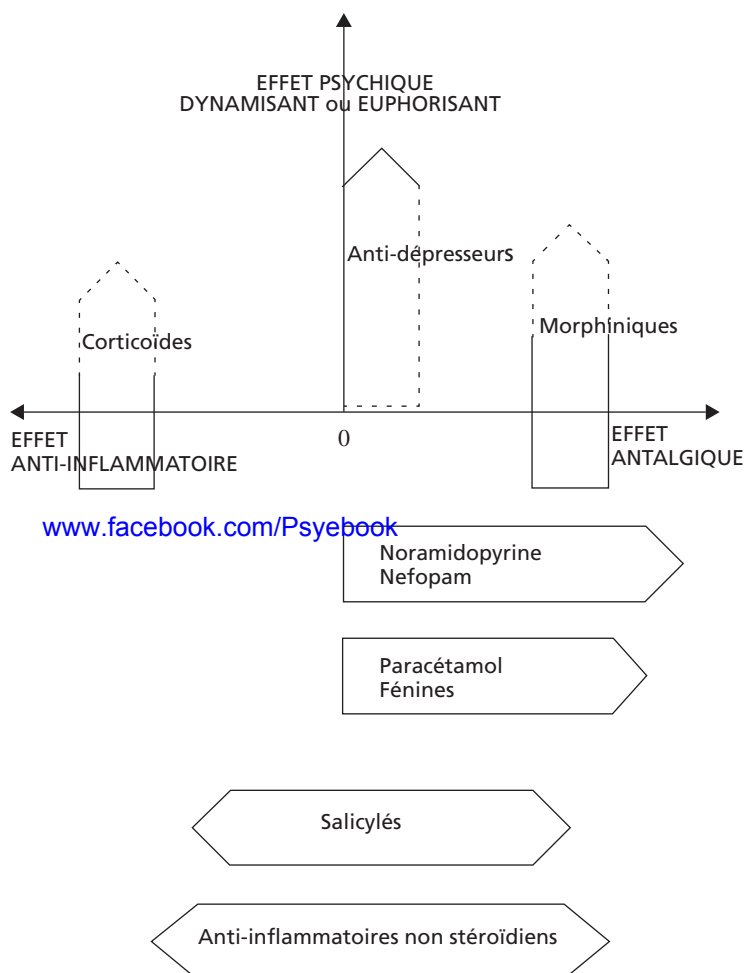 EFFET PSYCHIQUE
DYNAMISANT ou EUPHORISANT
Anti-dépresseurs
Morphiniques
Corticoïdes
EFFET
ANTI-INFLAMMATOIRE
0
EFFET
ANTALGIQUE
www.facebook.com/Psyebook
Noramidopyrine
Nefopam
Paracétamol
Fénines
Salicylés
Anti-inflammatoires non stéroïdiens